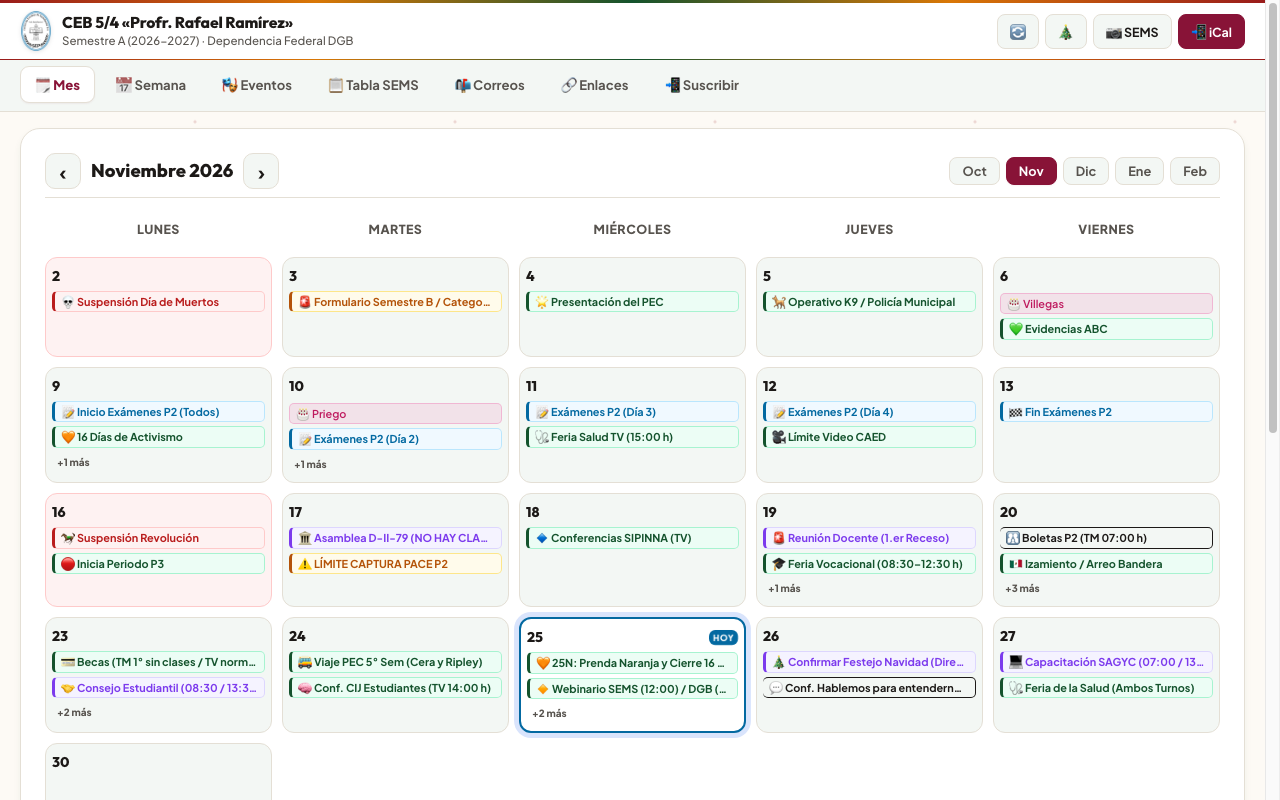 CEB 5/4 «Profr. Rafael Ramírez»
Semestre A (2026–2027) · Dependencia Federal DGB
SEMS
iCal
Mes
Semana
Eventos
Tabla SEMS
Correos
Enlaces
Suscribir
‹
Noviembre 2026
›
Oct
Nov
Dic
Ene
Feb
LUNES
MARTES
MIÉRCOLES
JUEVES
VIERNES
2
Suspensión Día de Muertos
3
Formulario Semestre B / Catego…
4
Presentación del PEC
5
Operativo K9 / Policía Municipal
6
Villegas
Evidencias ABC
9
Inicio Exámenes P2 (Todos)
16 Días de Activismo
+1 más
10
Priego
Exámenes P2 (Día 2)
+1 más
11
Exámenes P2 (Día 3)
Feria Salud TV (15:00 h)
12
Exámenes P2 (Día 4)
Límite Video CAED
13
Fin Exámenes P2
16
Suspensión Revolución
Inicia Periodo P3
17
Asamblea D-II-79 (NO HAY CLA…
LÍMITE CAPTURA PACE P2
18
Conferencias SIPINNA (TV)
19
Reunión Docente (1.er Receso)
Feria Vocacional (08:30–12:30 h)
+1 más
20
Boletas P2 (TM 07:00 h)
Izamiento / Arreo Bandera
+3 más
23
Becas (TM 1° sin clases / TV norm…
Consejo Estudiantil (08:30 / 13:3…
+2 más
24
Viaje PEC 5° Sem (Cera y Ripley)
Conf. CIJ Estudiantes (TV 14:00 h)
25
HOY
25N: Prenda Naranja y Cierre 16 …
Webinario SEMS (12:00) / DGB (…
+2 más
26
Confirmar Festejo Navidad (Dire…
Conf. Hablemos para entendern…
27
Capacitación SAGYC (07:00 / 13…
Feria de la Salud (Ambos Turnos)
30